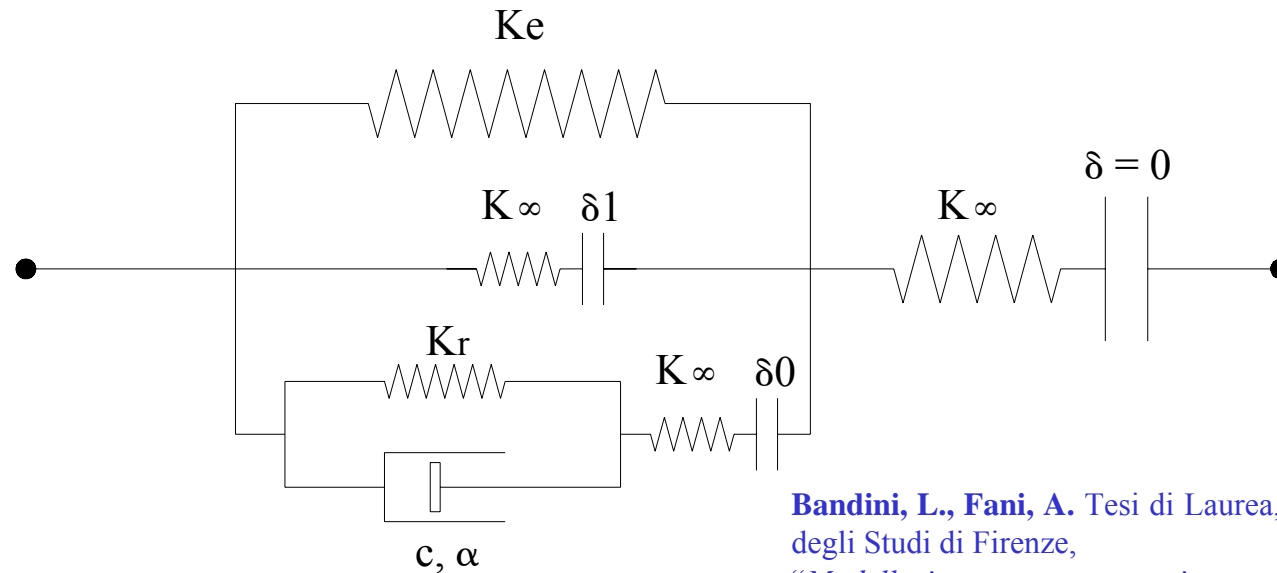 Ke
δ = 0
K∞ δ1
K∞
Kr
K∞ δ0
c, α
Bandini, L., Fani, A. Tesi di Laurea,
degli Studi di Firenze,